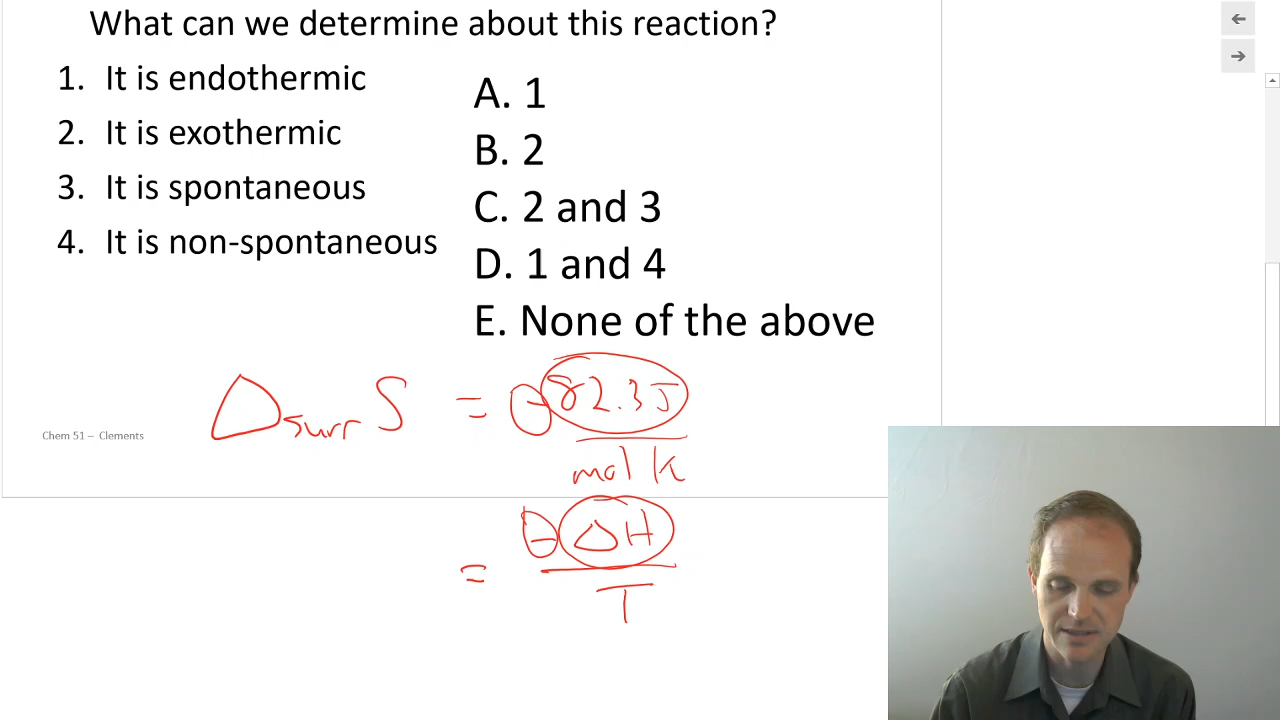 What can we determine about this reaction?
1. It is endothermic
2. It is exothermic
3. It is spontaneous
4. It is non-spontaneous
A. 1
B. 2
C. 2 and 3
D. 1 and 4
E. None of the above
Δsurr S = - 82.3 J
mol K
= - ΔH
T
Chem 51 – Clements